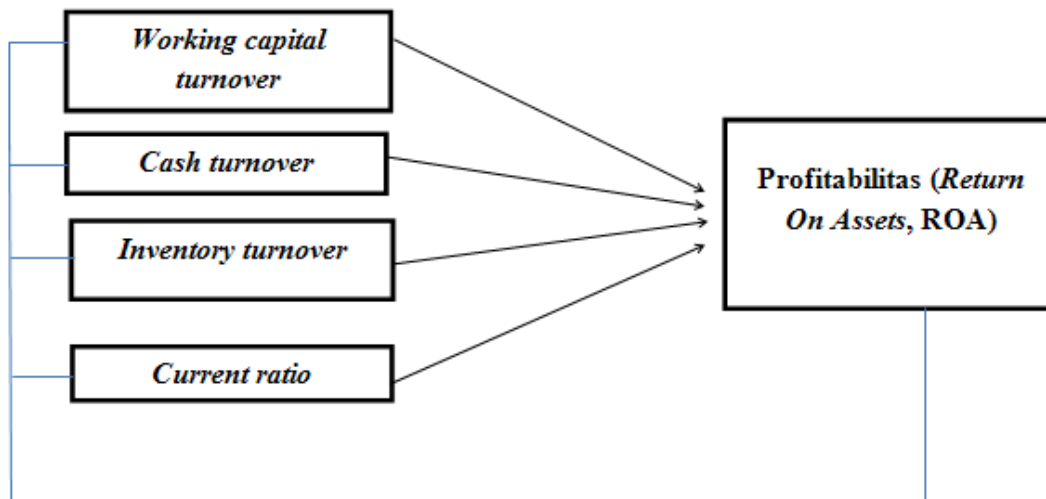 Working capital
turnover
Cash turnover
Inventory turnover
Current ratio
Profitabilitas (Return
On Assets, ROA)